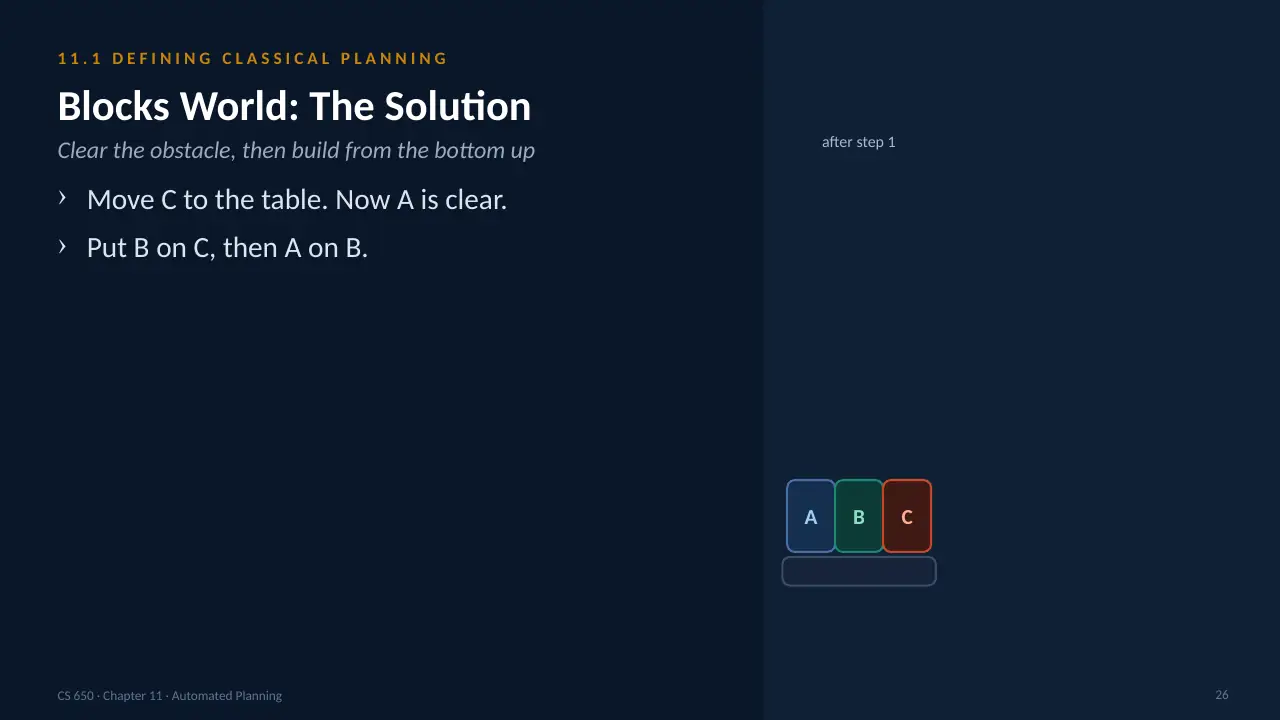 11.1 DEFINING CLASSICAL PLANNING
Blocks World: The Solution
Clear the obstacle, then build from the bottom up
› Move C to the table. Now A is clear.
› Put B on C, then A on B.
after step 1
A B C
CS 650 · Chapter 11 · Automated Planning
26